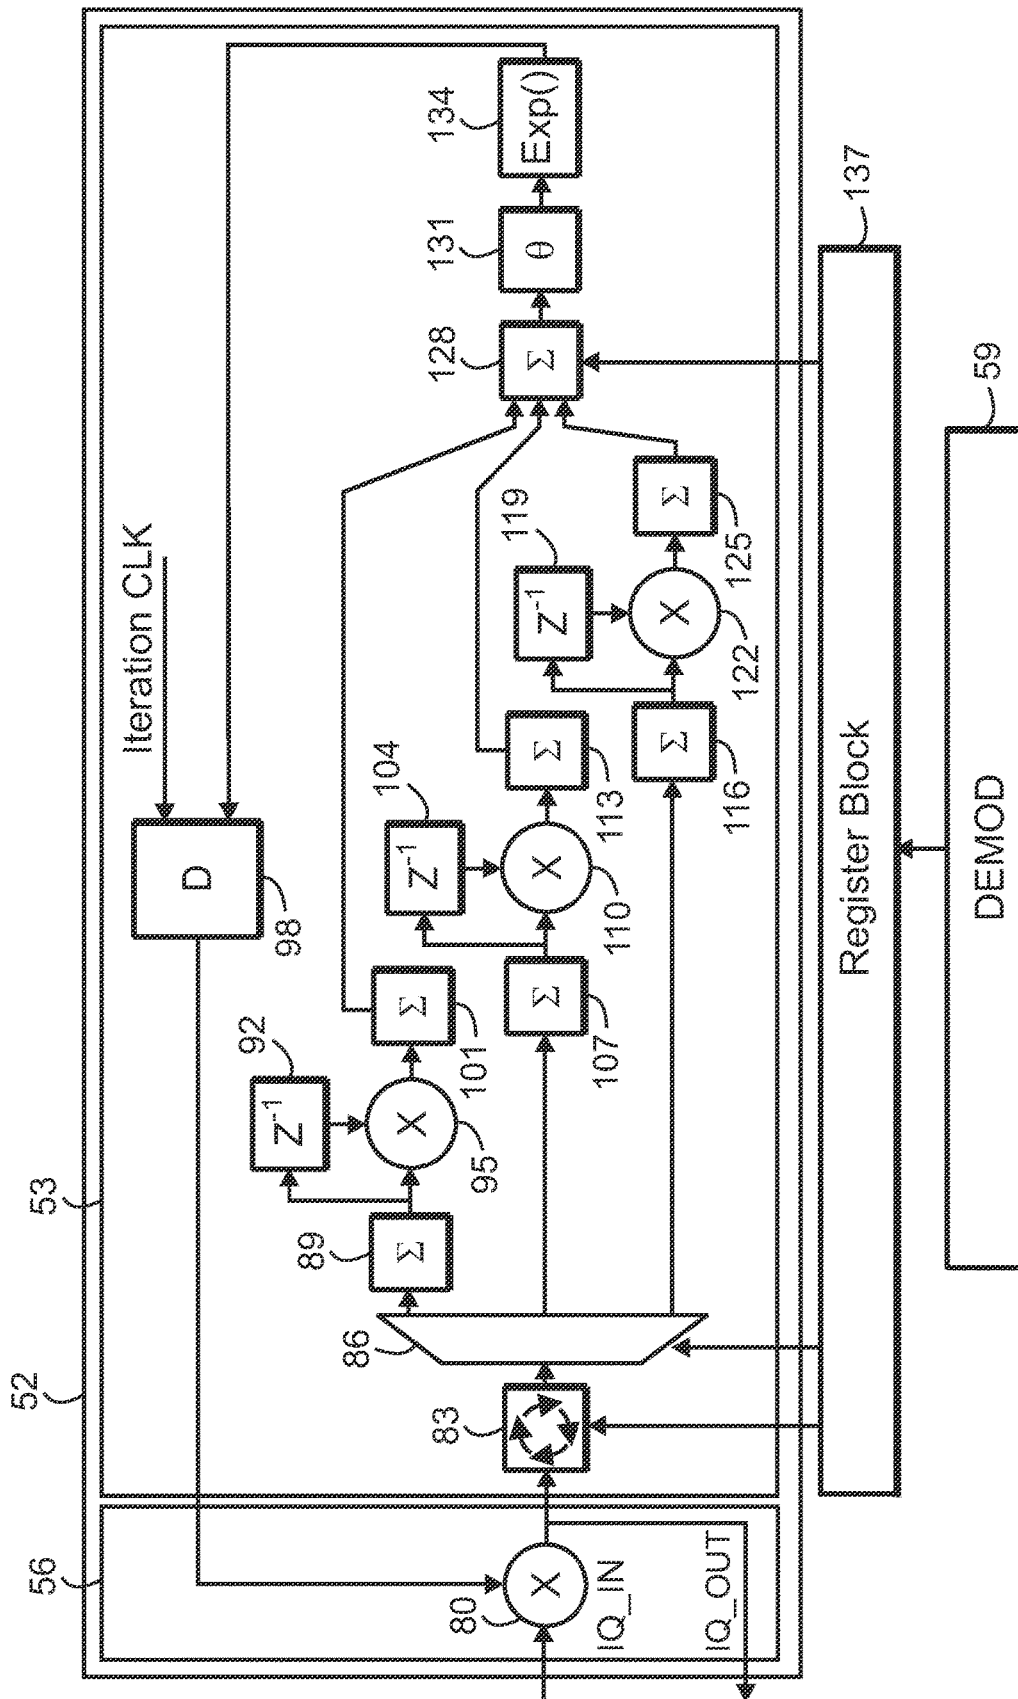 52
53
56
80
X
IQ_IN
IQ_OUT
83
86
89
Σ
92
Z⁻¹
95
X
98
D
Iteration CLK
101
Σ
104
Z⁻¹
107
Σ
110
X
113
Σ
116
Σ
119
Z⁻¹
122
X
125
Σ
128
Σ
131
θ
134
Exp()
137
Register Block
59
DEMOD